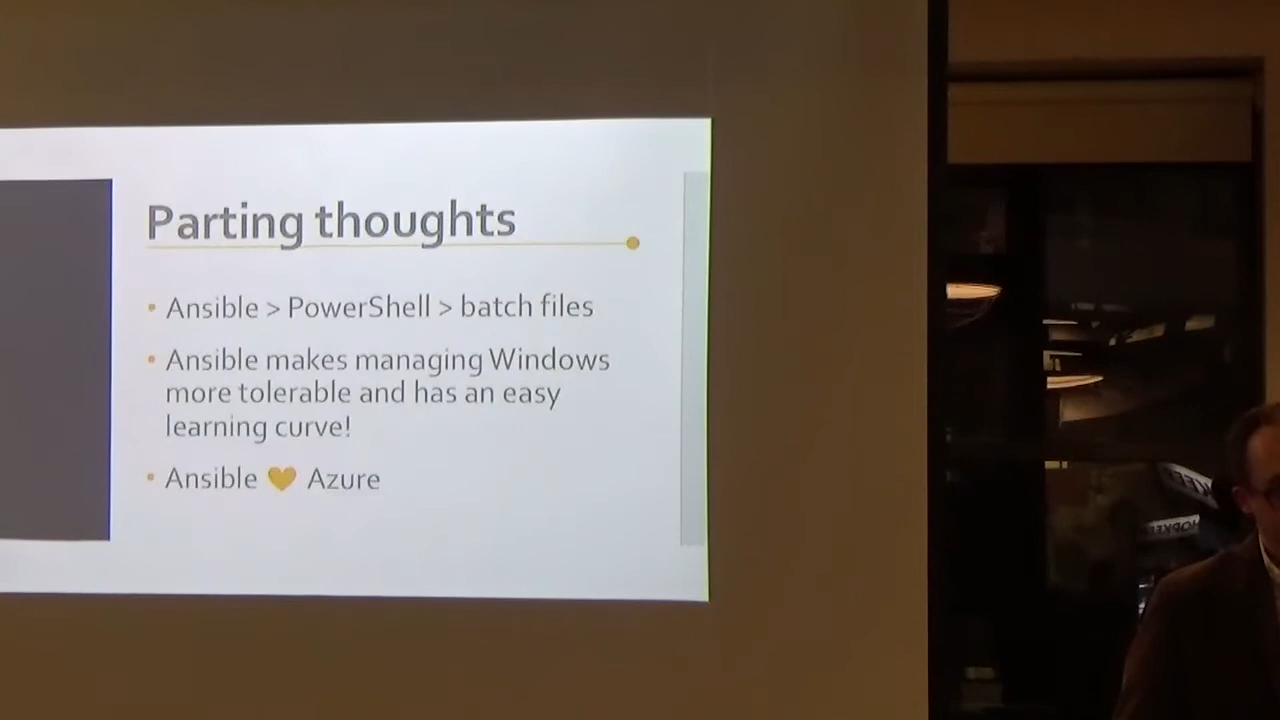 Parting thoughts
• Ansible > PowerShell > batch files
• Ansible makes managing Windows
more tolerable and has an easy
learning curve!
• Ansible 💛 Azure